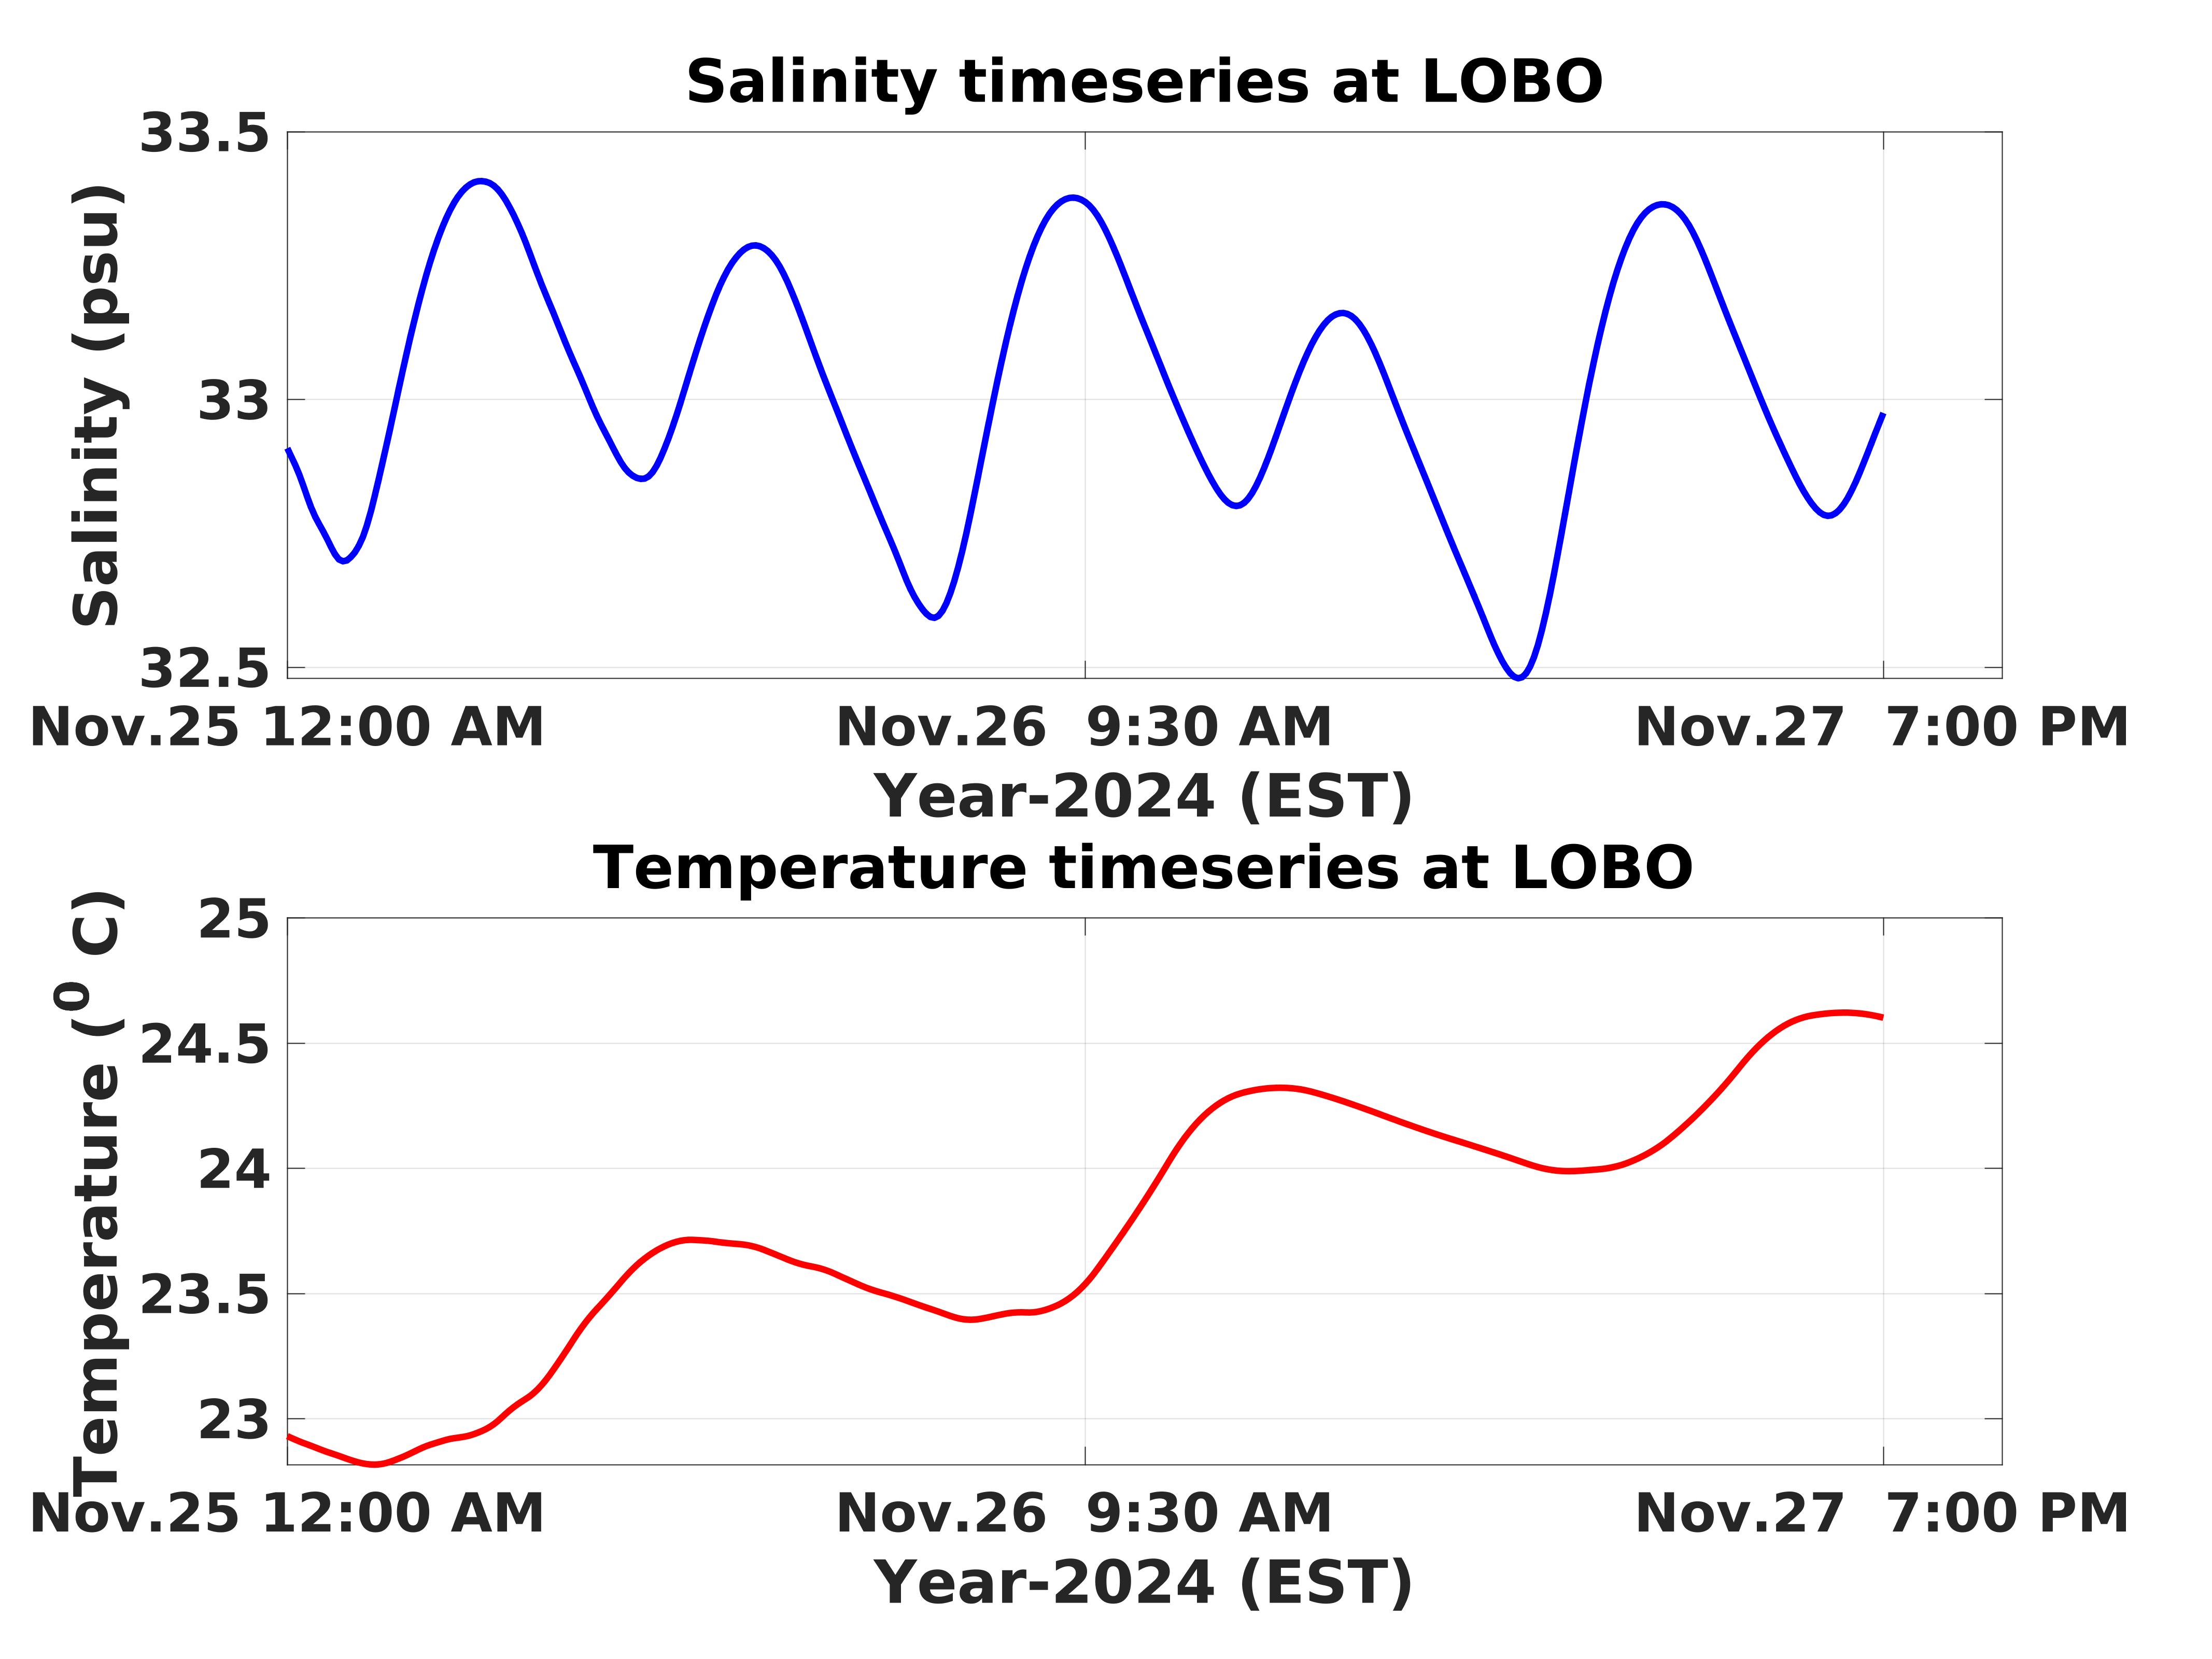 Salinity timeseries at LOBO
Salinity (psu)
33.5
33
32.5
Nov.25 12:00 AM Nov.26  9:30 AM Nov.27  7:00 PM
Year-2024 (EST)
Temperature timeseries at LOBO
Temperature (⁰ C)
25
24.5
24
23.5
23
Nov.25 12:00 AM Nov.26  9:30 AM Nov.27  7:00 PM
Year-2024 (EST)